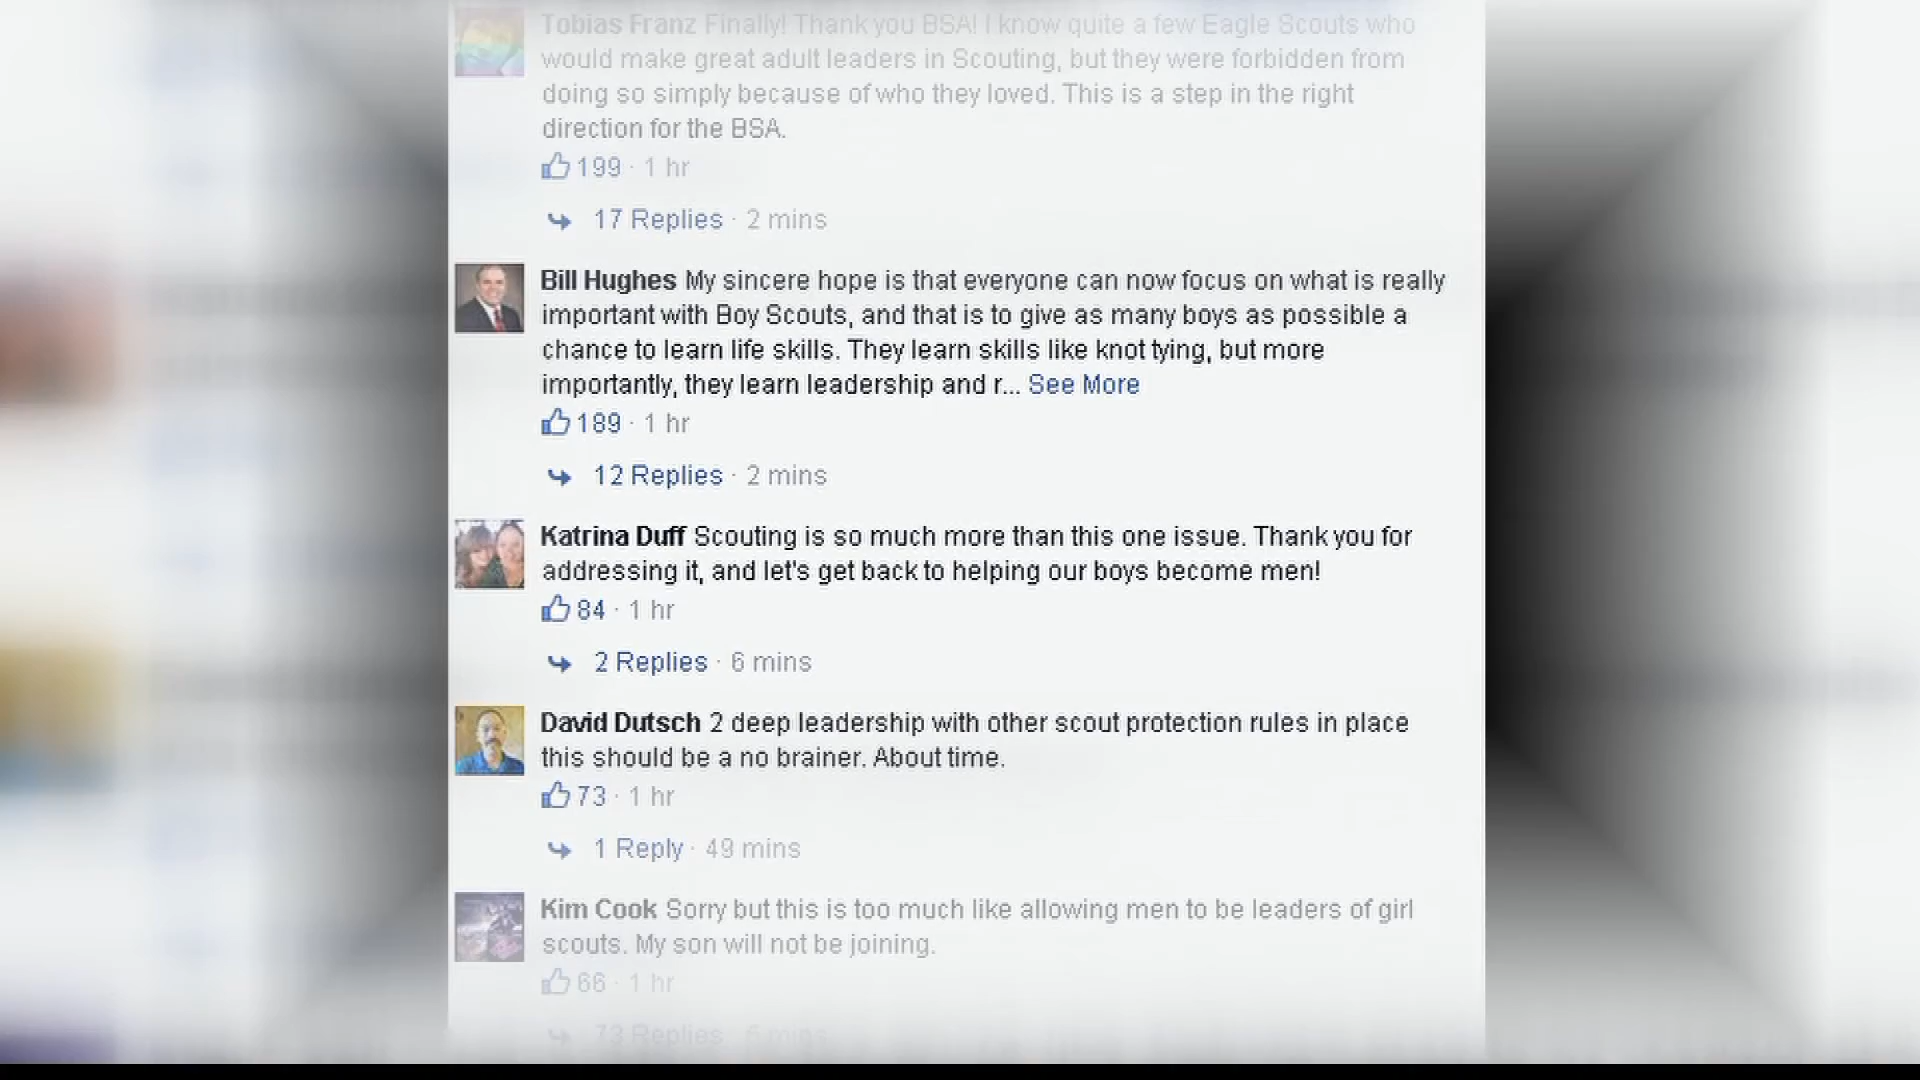 Tobias Franz Finally! Thank you BSA! I know quite a few Eagle Scouts who
would make great adult leaders in Scouting, but they were forbidden from
doing so simply because of who they loved. This is a step in the right
direction for the BSA.
199 · 1 hr
17 Replies · 2 mins
Bill Hughes My sincere hope is that everyone can now focus on what is really
important with Boy Scouts, and that is to give as many boys as possible a
chance to learn life skills. They learn skills like knot tying, but more
importantly, they learn leadership and r... See More
189 · 1 hr
12 Replies · 2 mins
Katrina Duff Scouting is so much more than this one issue. Thank you for
addressing it, and let's get back to helping our boys become men!
84 · 1 hr
2 Replies · 6 mins
David Dutsch 2 deep leadership with other scout protection rules in place
this should be a no brainer. About time.
73 · 1 hr
1 Reply · 49 mins
Kim Cook Sorry but this is too much like allowing men to be leaders of girl
scouts. My son will not be joining.
66 · 1 hr
73 Replies · 6 mins